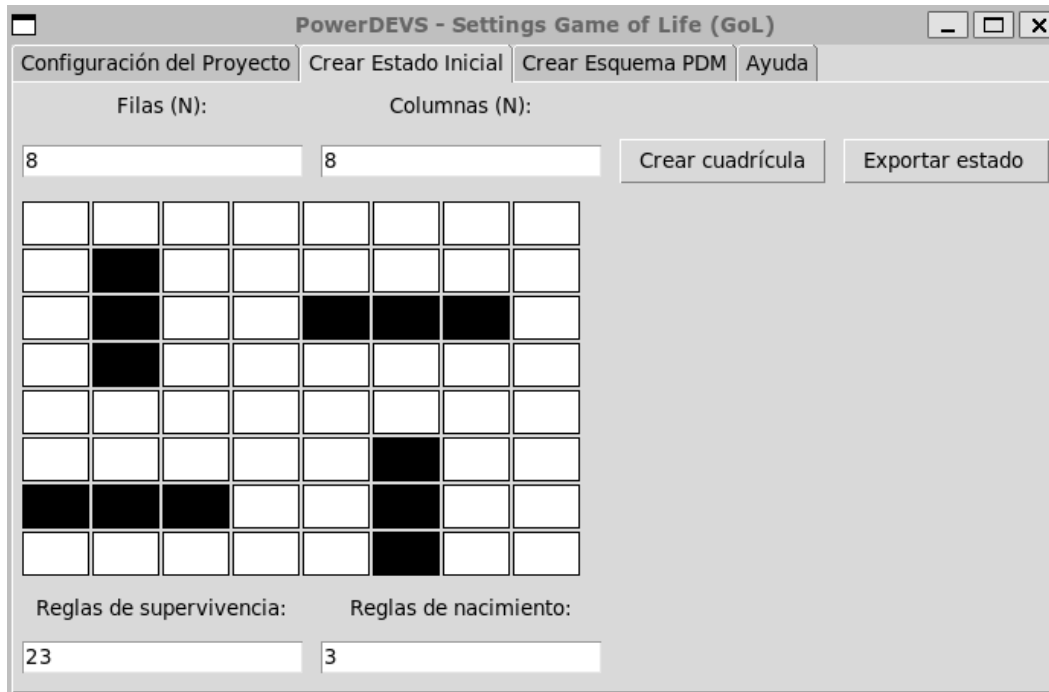 PowerDEVS - Settings Game of Life (GoL)
Configuración del Proyecto Crear Estado Inicial Crear Esquema PDM Ayuda
Filas (N): Columnas (N):
8 8 Crear cuadrícula Exportar estado
Reglas de supervivencia: Reglas de nacimiento:
23 3